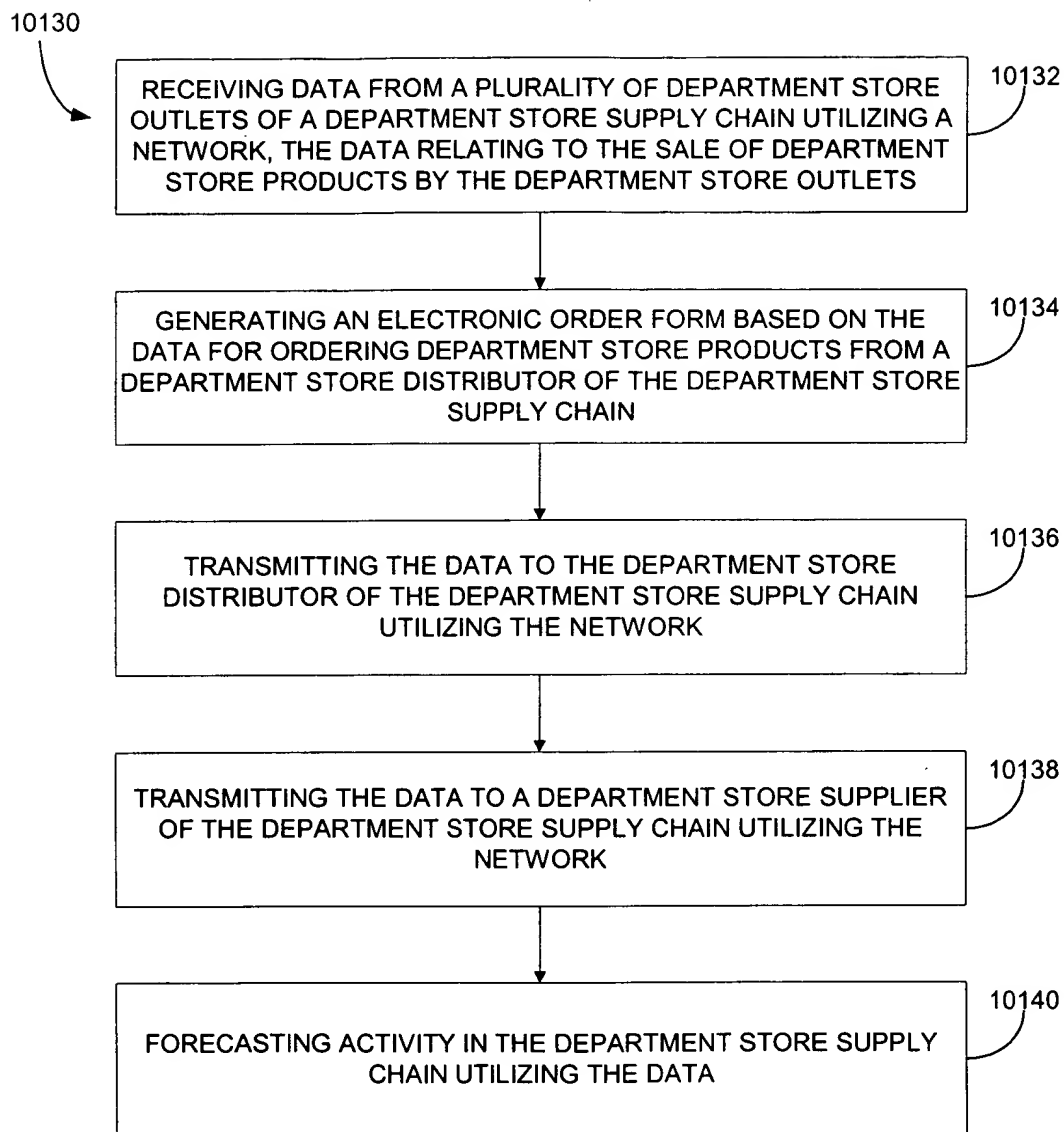 10130
RECEIVING DATA FROM A PLURALITY OF DEPARTMENT STORE
OUTLETS OF A DEPARTMENT STORE SUPPLY CHAIN UTILIZING A
NETWORK, THE DATA RELATING TO THE SALE OF DEPARTMENT
STORE PRODUCTS BY THE DEPARTMENT STORE OUTLETS
10132
GENERATING AN ELECTRONIC ORDER FORM BASED ON THE
DATA FOR ORDERING DEPARTMENT STORE PRODUCTS FROM A
DEPARTMENT STORE DISTRIBUTOR OF THE DEPARTMENT STORE
SUPPLY CHAIN
10134
TRANSMITTING THE DATA TO THE DEPARTMENT STORE
DISTRIBUTOR OF THE DEPARTMENT STORE SUPPLY CHAIN
UTILIZING THE NETWORK
10136
TRANSMITTING THE DATA TO A DEPARTMENT STORE SUPPLIER
OF THE DEPARTMENT STORE SUPPLY CHAIN UTILIZING THE
NETWORK
10138
FORECASTING ACTIVITY IN THE DEPARTMENT STORE SUPPLY
CHAIN UTILIZING THE DATA
10140